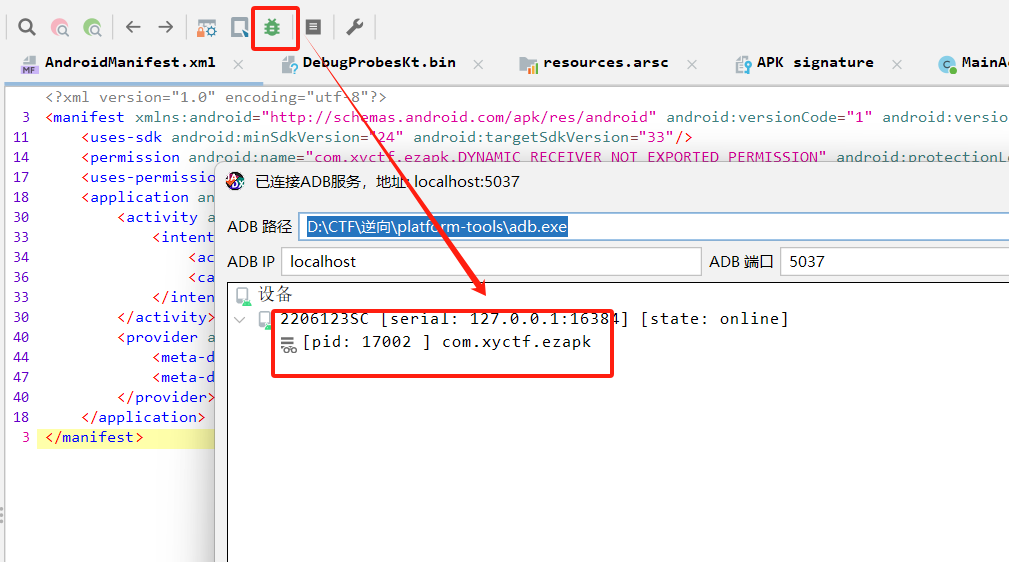 AndroidManifest.xml DebugProbesKt.bin resources.arsc APK signature MainAc
<?xml version="1.0" encoding="utf-8"?>
3 <manifest xmlns:android="http://schemas.android.com/apk/res/android" android:versionCode="1" android:version
11 <uses-sdk android:minSdkVersion="24" android:targetSdkVersion="33"/>
14 <permission android:name="com.xyctf.ezapk.DYNAMIC_RECEIVER_NOT_EXPORTED_PERMISSION" android:protectionLe
17 <uses-permissio
已连接ADB服务，地址: localhost:5037
18 <application an
30 <activity a
ADB 路径 D:\CTF\逆向\platform-tools\adb.exe
33 <intent
34 <ac
ADB IP localhost ADB 端口 5037
36 <ca
33 </inten
设备
30 </activity>
2206123SC [serial: 127.0.0.1:16384] [state: online]
40 <provider a
[pid: 17002 ] com.xyctf.ezapk
44 <meta-d
47 <meta-d
40 </provider>
18 </application>
3 </manifest>